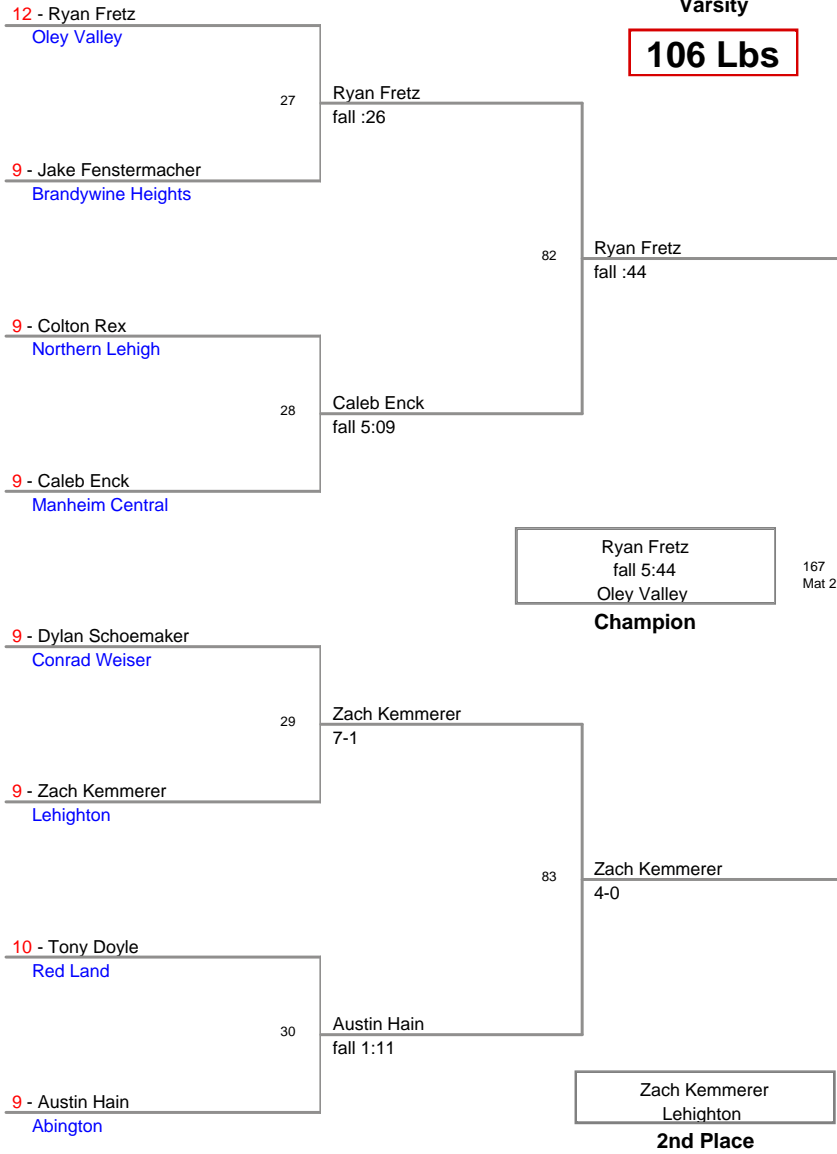 Varsity
106 Lbs
12 - Ryan Fretz
Oley Valley
27
Ryan Fretz
fall :26
9 - Jake Fenstermacher
Brandywine Heights
82
Ryan Fretz
fall :44
9 - Colton Rex
Northern Lehigh
28
Caleb Enck
fall 5:09
9 - Caleb Enck
Manheim Central
Ryan Fretz
fall 5:44
Oley Valley
Champion
167
Mat 2
9 - Dylan Schoemaker
Conrad Weiser
29
Zach Kemmerer
7-1
9 - Zach Kemmerer
Lehighton
83
Zach Kemmerer
4-0
10 - Tony Doyle
Red Land
30
Austin Hain
fall 1:11
9 - Austin Hain
Abington
Zach Kemmerer
Lehighton
2nd Place